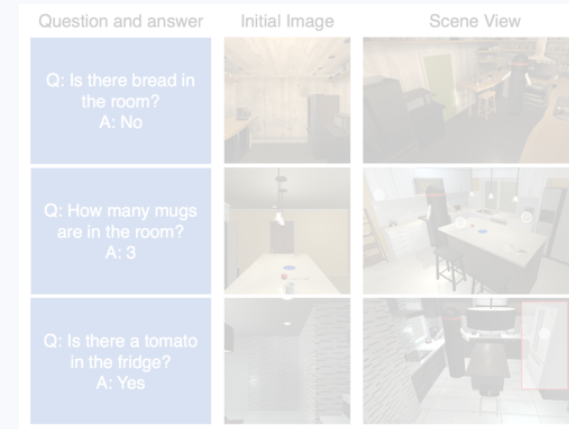 Question and answer
Initial Image
Scene View
Q: Is there bread in
the room?
A: No
Q: How many mugs
are in the room?
A: 3
Q: Is there a tomato
in the fridge?
A: Yes